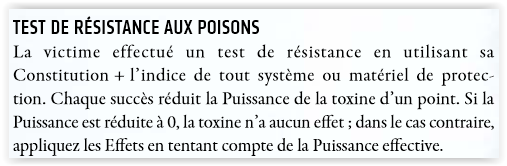 TEST DE RÉSISTANCE AUX POISONS
La victime effectué un test de résistance en utilisant sa
Constitution + l'indice de tout système ou matériel de protec-
tion. Chaque succès réduit la Puissance de la toxine d'un point. Si la
Puissance est réduite à 0, la toxine n'a aucun effet ; dans le cas contraire,
appliquez les Effets en tentant compte de la Puissance effective.